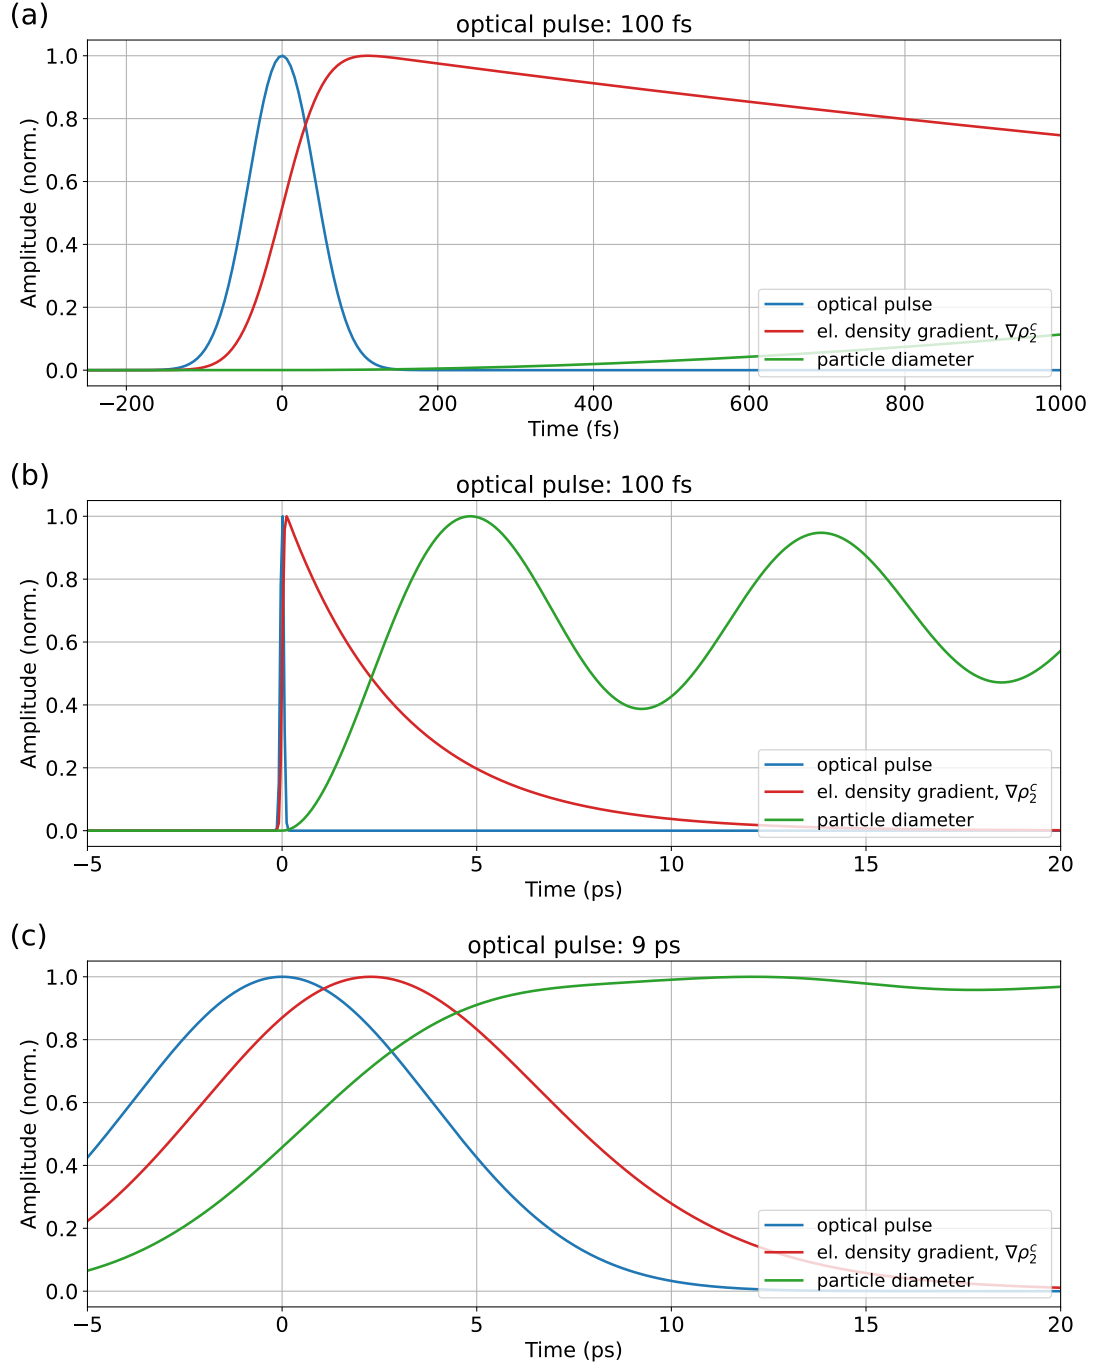 (a)
optical pulse: 100 fs
Amplitude (norm.)
1.0
0.8
0.6
0.4
0.2
0.0
optical pulse
el. density gradient, ∇ρ₂ᶜ
particle diameter
−200 0 200 400 600 800 1000
Time (fs)
(b)
optical pulse: 100 fs
Amplitude (norm.)
1.0
0.8
0.6
0.4
0.2
0.0
optical pulse
el. density gradient, ∇ρ₂ᶜ
particle diameter
−5 0 5 10 15 20
Time (ps)
(c)
optical pulse: 9 ps
Amplitude (norm.)
1.0
0.8
0.6
0.4
0.2
0.0
optical pulse
el. density gradient, ∇ρ₂ᶜ
particle diameter
−5 0 5 10 15 20
Time (ps)